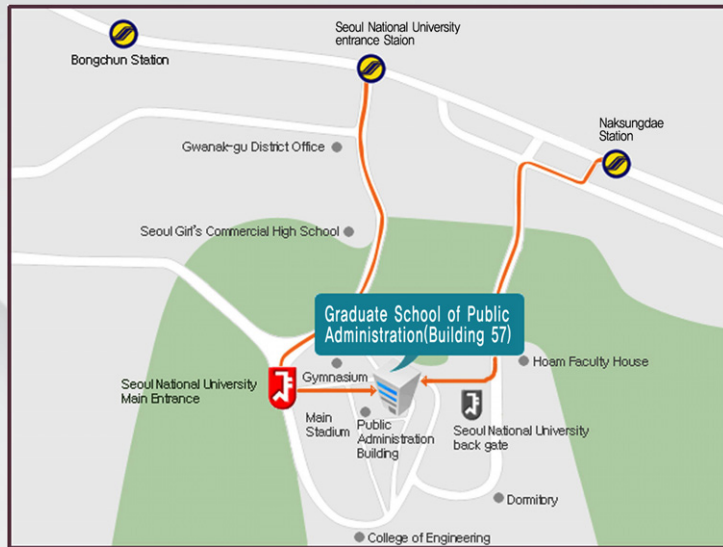 Seoul National University
entrance Staion
Bongchun Station
Naksungdae
Station
Gwanak-gu District Office
Seoul Girl's Commercial High School
Graduate School of Public
Administration(Building 57)
Hoam Faculty House
Gymnasium
Seoul National University
Main Entrance
Main
Stadium
Public
Administration
Building
Seoul National University
back gate
Dormitory
College of Engineering